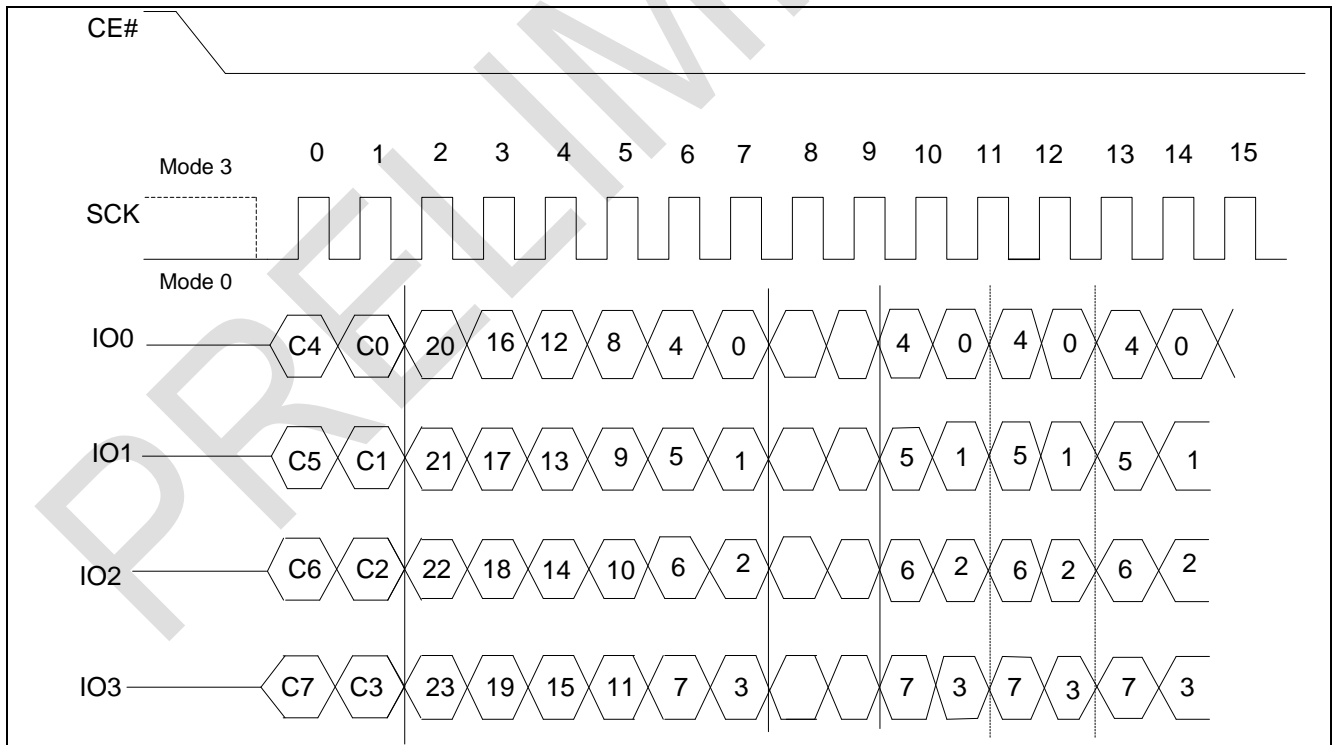 CE#
0 1 2 3 4 5 6 7 8 9 10 11 12 13 14 15
Mode 3
SCK
Mode 0
IO0 C4 C0 20 16 12 8 4 0 4 0 4 0 4 0
IO1 C5 C1 21 17 13 9 5 1 5 1 5 1 5 1
IO2 C6 C2 22 18 14 10 6 2 6 2 6 2 6 2
IO3 C7 C3 23 19 15 11 7 3 7 3 7 3 7 3
PRELIM